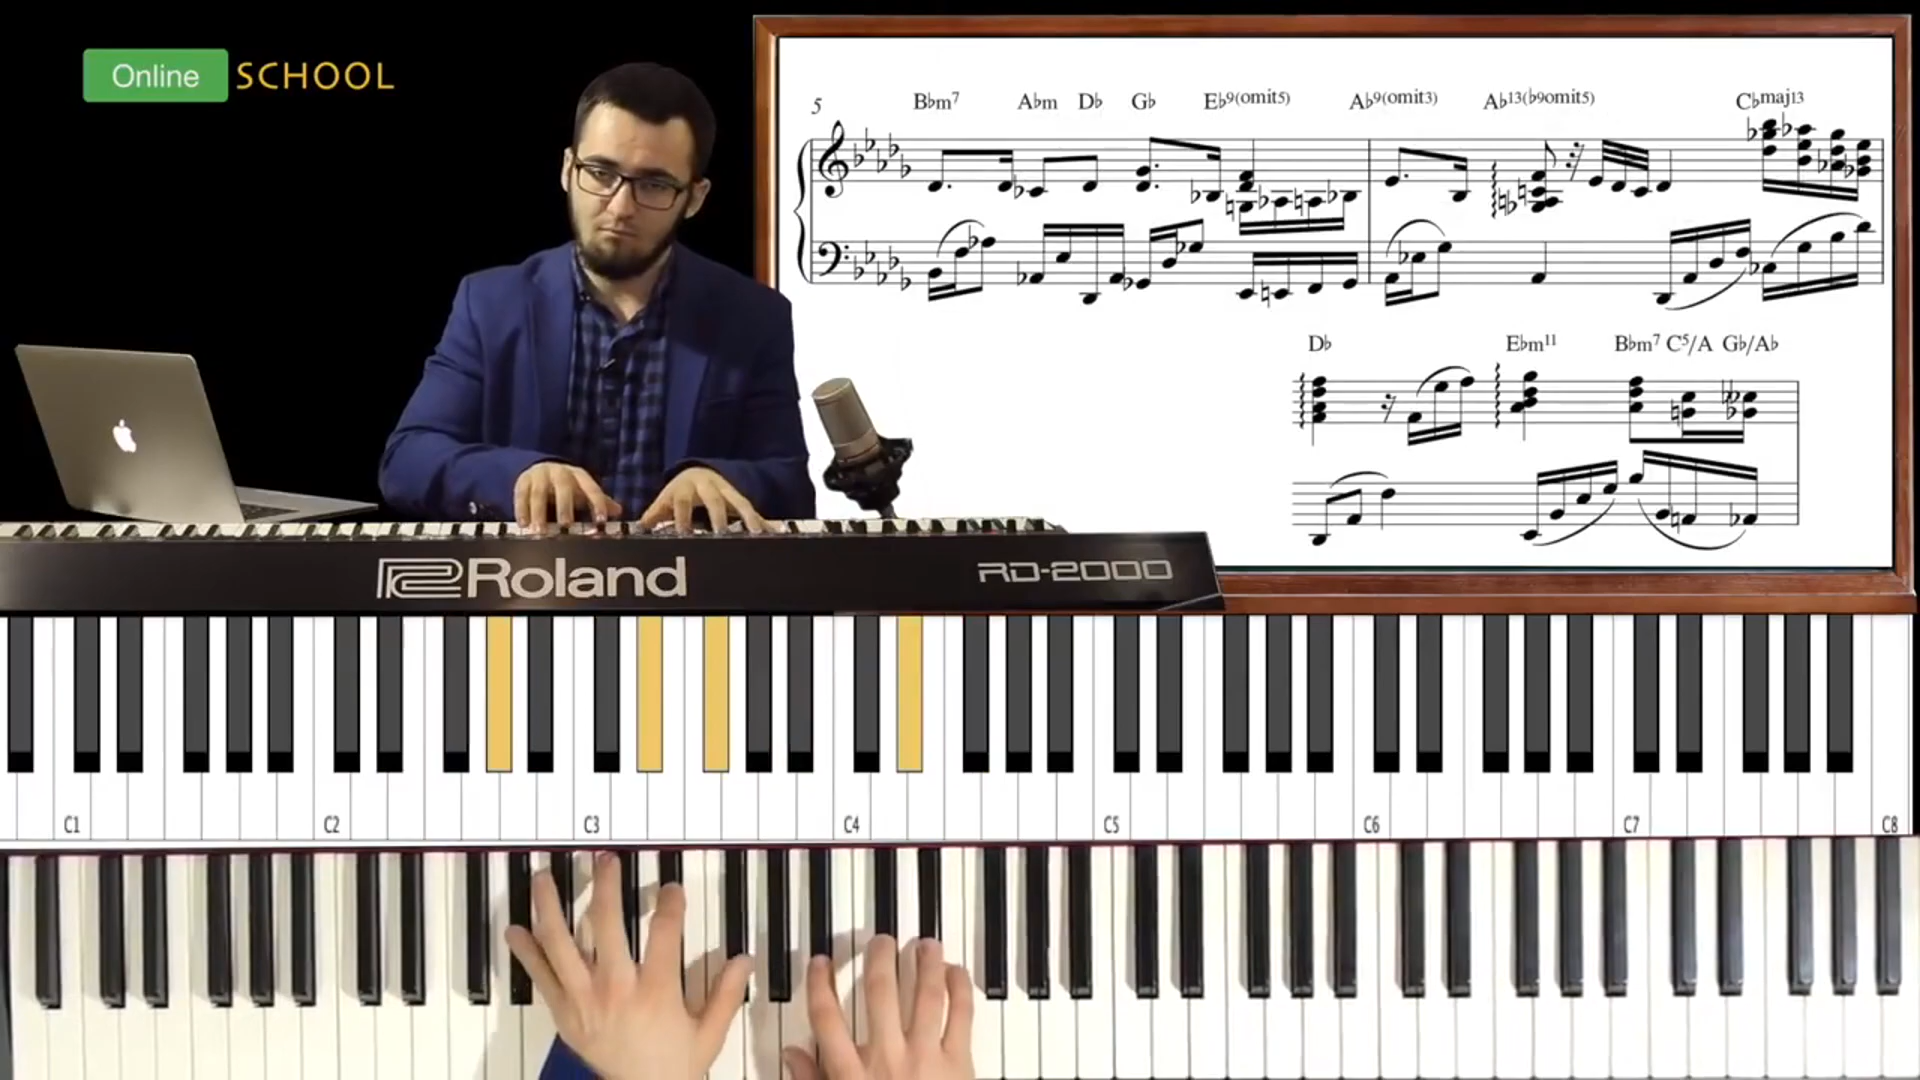 Online SCHOOL
5 B♭m7 A♭m D♭ G♭ E♭9(omit5) A♭9(omit3) A♭13(b9omit5) C♭maj13
D♭ E♭m11 B♭m7 C5/A G♭/A♭
Roland RD-2000
C1 C2 C3 C4 C5 C6 C7 C8